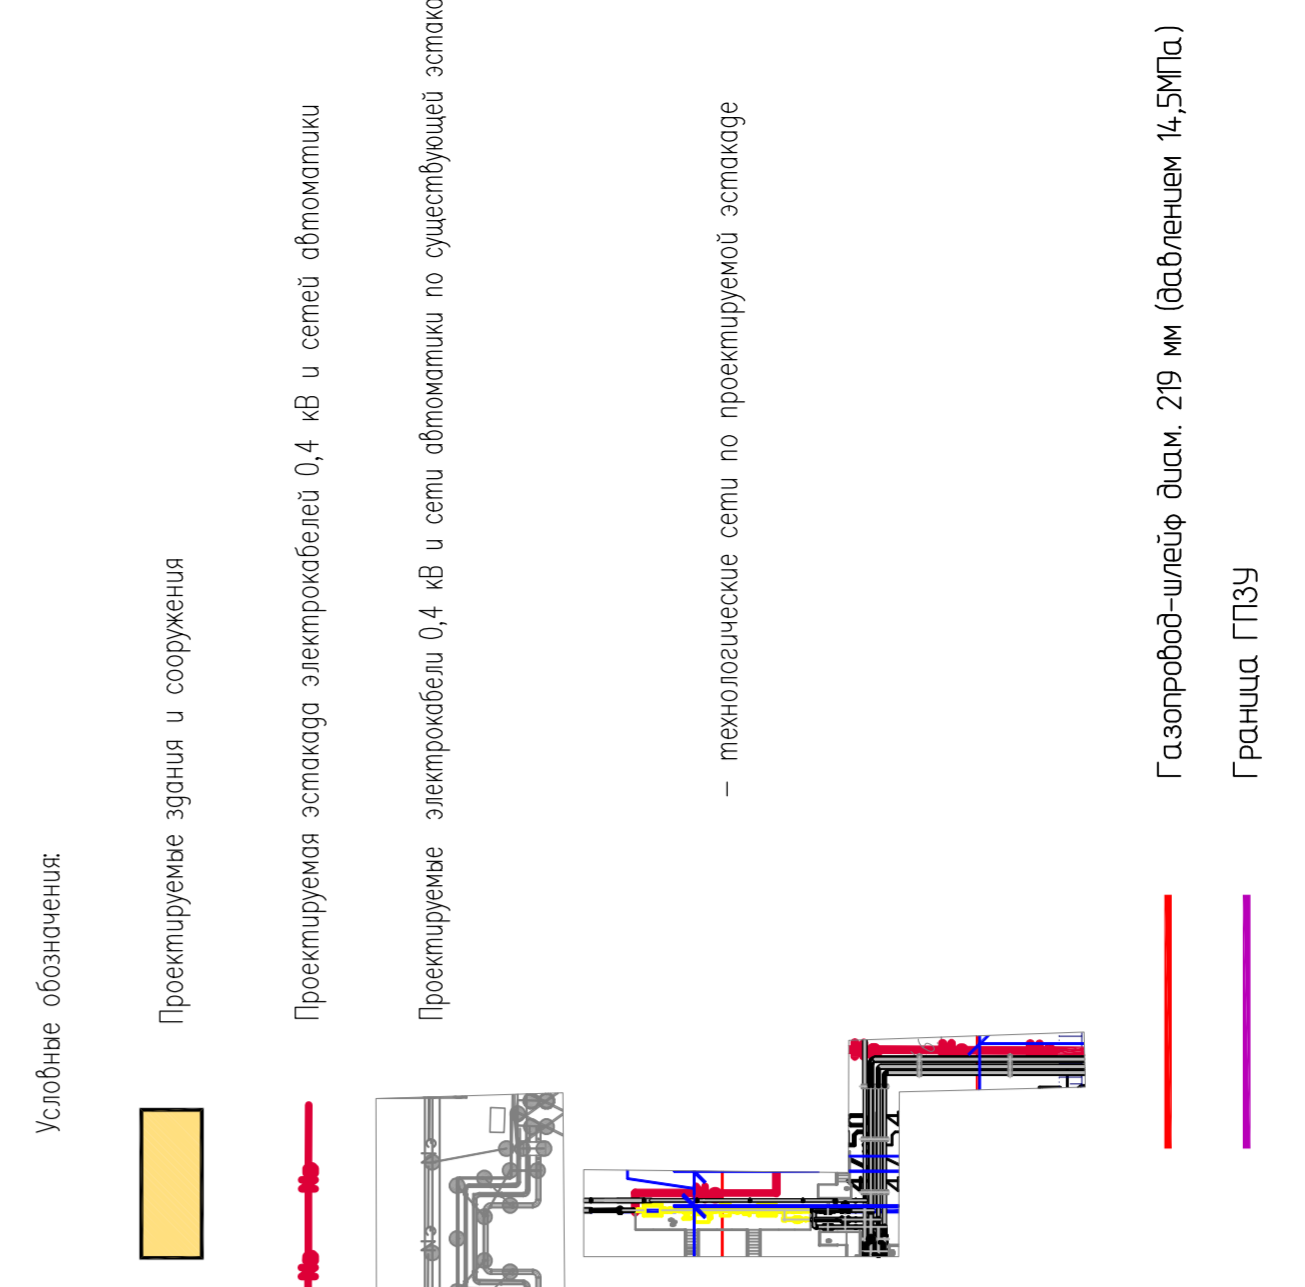 Условные обозначения:
Проектируемые здания и сооружения
Проектируемая эстакада электрокабелей 0,4 кВ и сетей автоматики
Проектируемые электрокабели 0,4 кВ и сети автоматики по существующей
– технологические сети по проектируемой эстакаде
Газопровод-шлейф диам. 219 мм (давлением 14,5МПа)
Граница ГПЗУ